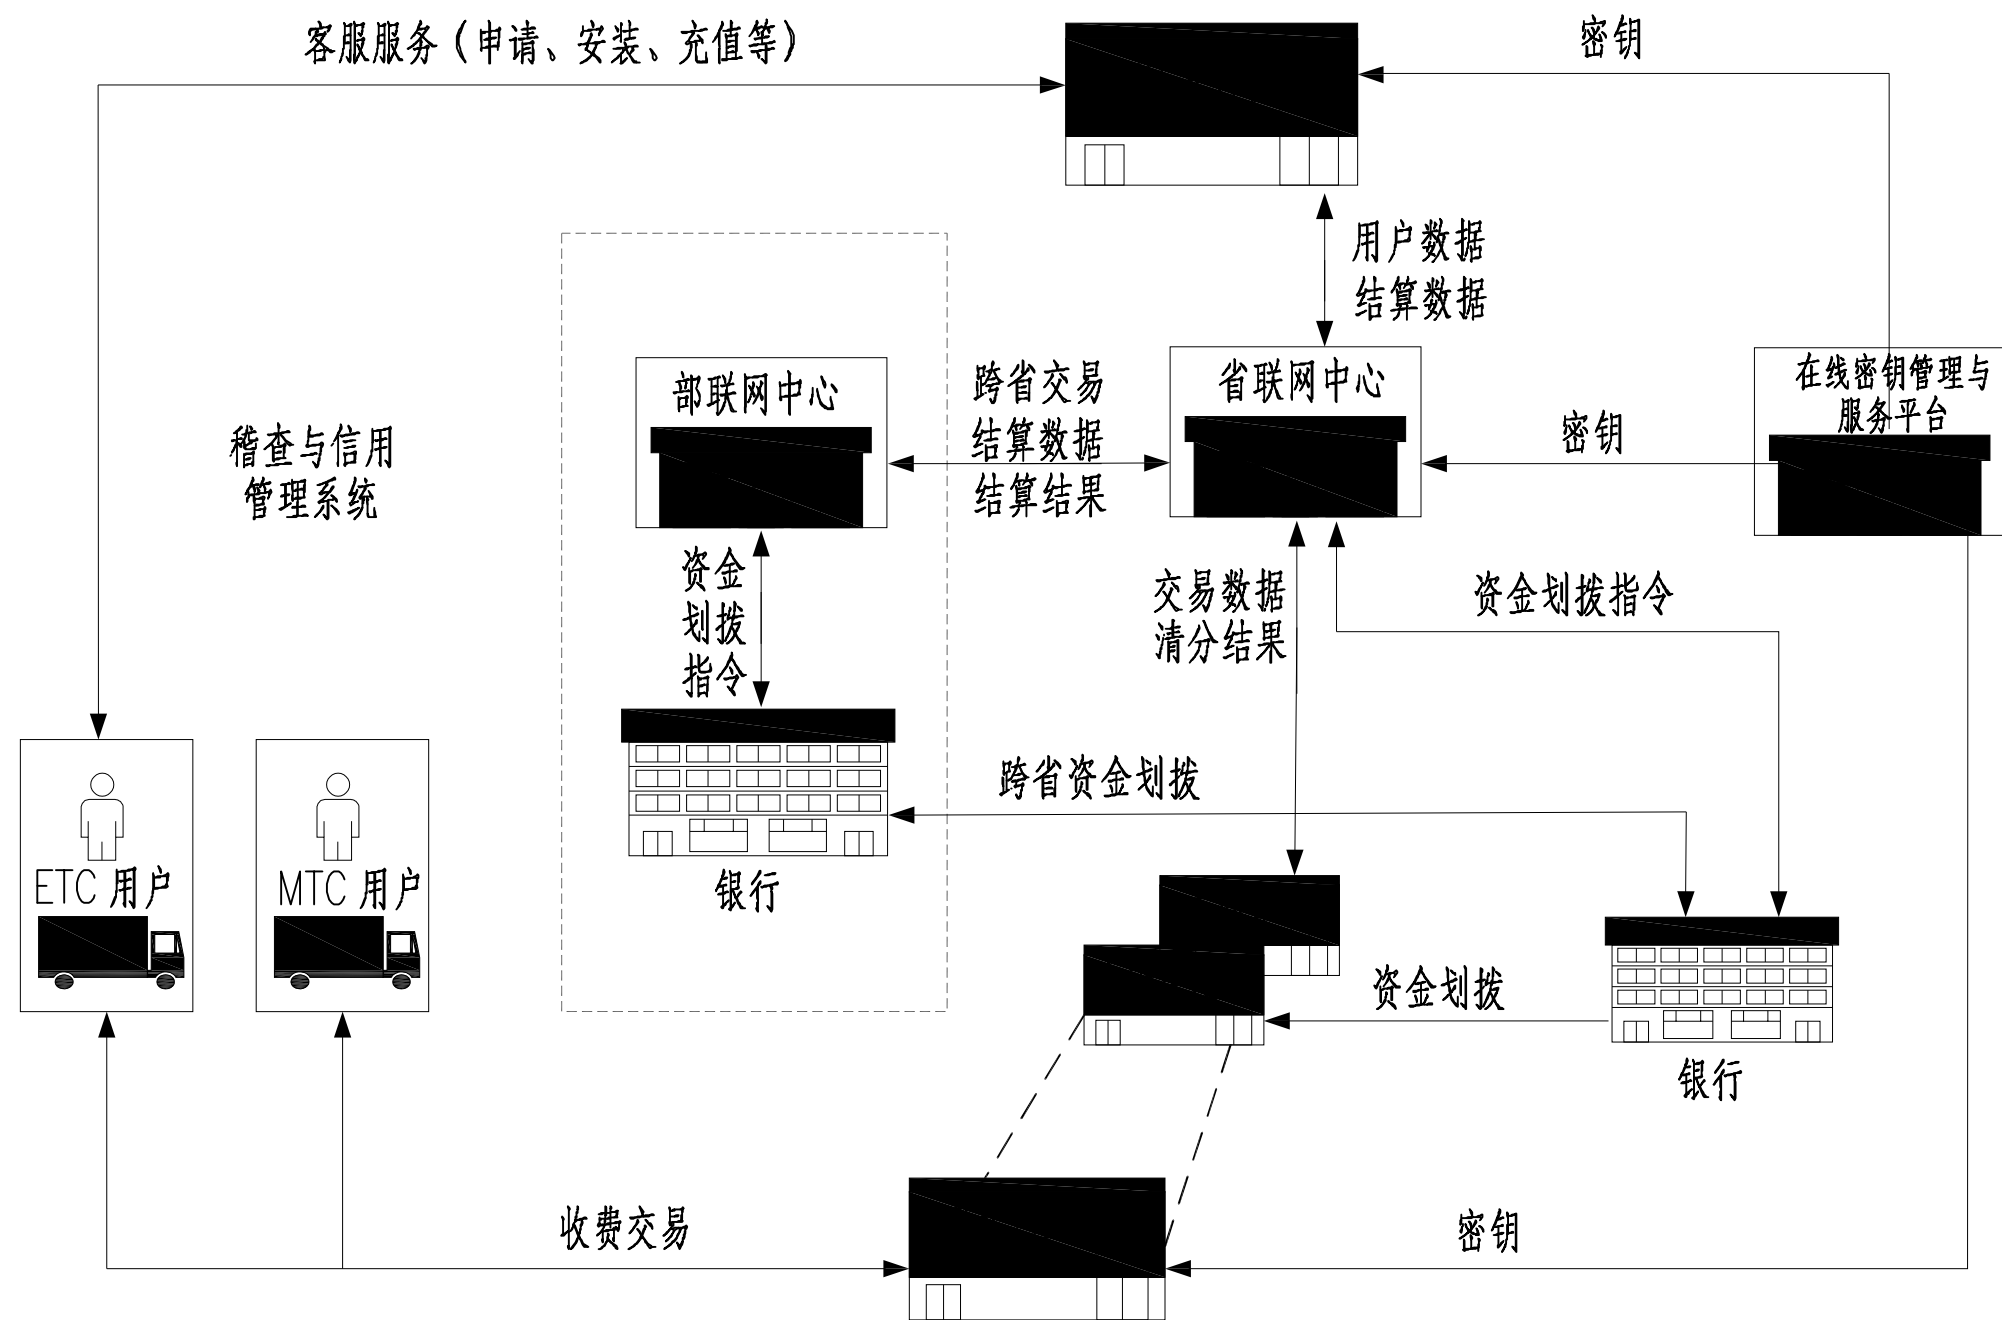 客服服务（申请、安装、充值等）
密钥
用户数据
结算数据
部联网中心
跨省交易
结算数据
结算结果
省联网中心
密钥
在线密钥管理与
服务平台
稽查与信用
管理系统
资金
划拨
指令
交易数据
清分结果
资金划拨指令
跨省资金划拨
ETC 用户
MTC 用户
银行
资金划拨
银行
收费交易
密钥